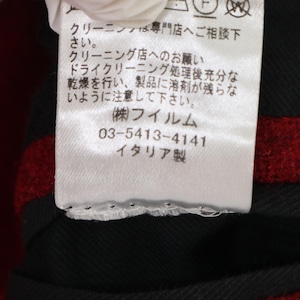 クリーニングは専門店へご相談下
さい。
クリーニング店へのお願い
ドライクリーニング処理後充分な
乾燥を行い、製品に溶剤が残らな
いように注意して下さい。
㈱フイルム
03-5413-4141
イタリア製